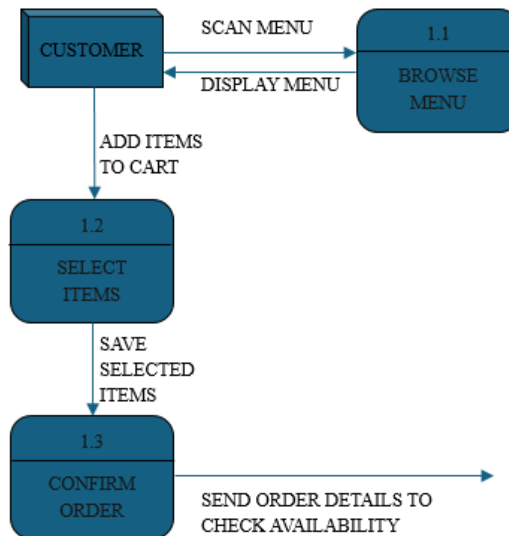 SCAN MENU
1.1
CUSTOMER
DISPLAY MENU
BROWSE
MENU
ADD ITEMS
TO CART
1.2
SELECT
ITEMS
SAVE
SELECTED
ITEMS
1.3
CONFIRM
ORDER
SEND ORDER DETAILS TO
CHECK AVAILABILITY